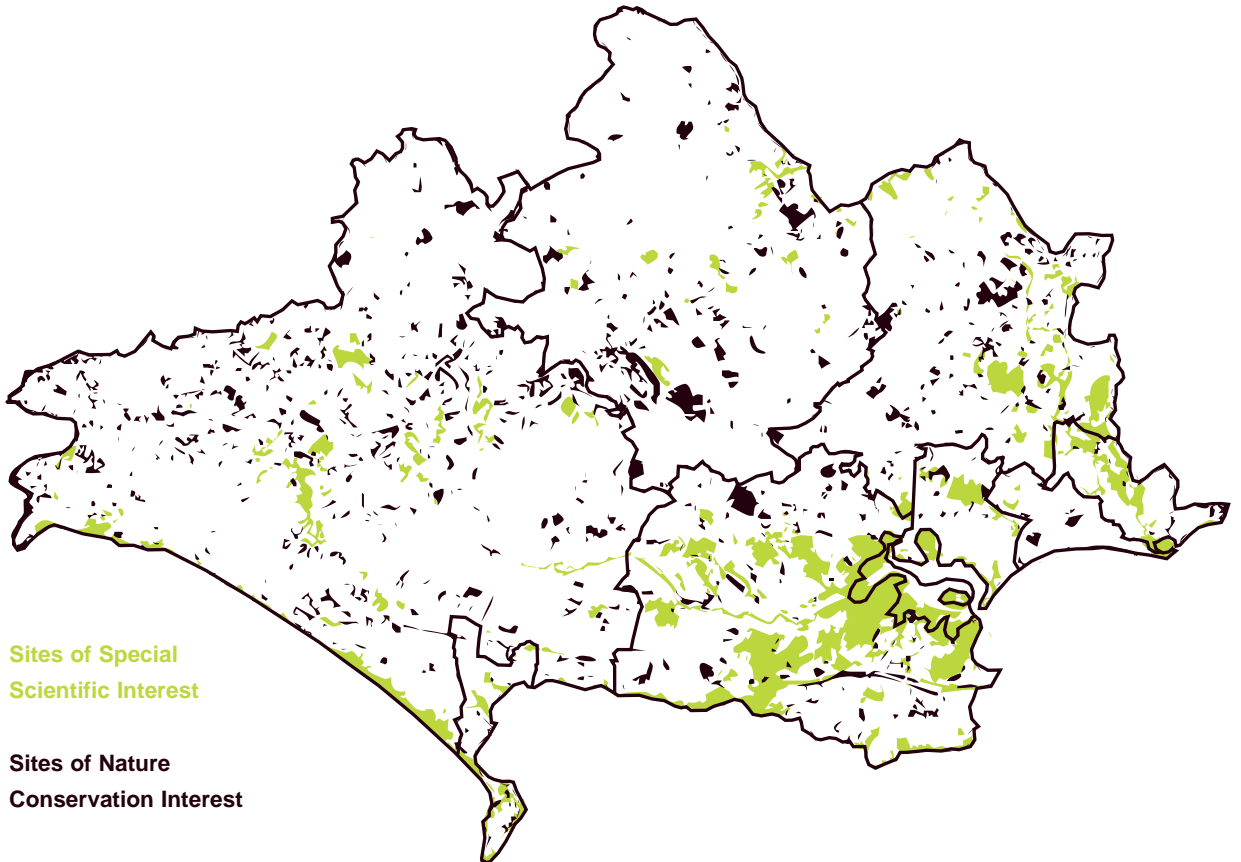 Sites of Special
Scientific Interest
Sites of Nature
Conservation Interest